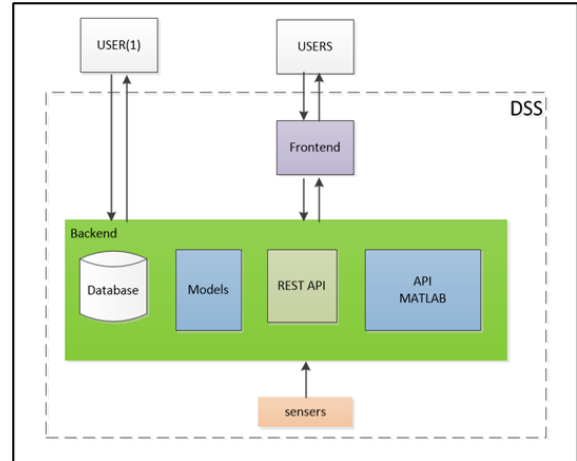 USER(1)
USERS
DSS
Frontend
Backend
Database
Models
REST API
API
MATLAB
sensers